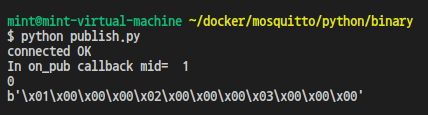 mint@mint-virtual-machine ~/docker/mosquitto/python/binary
$ python publish.py
connected OK
In on_pub callback mid=  1
0
b'\x01\x00\x00\x00\x02\x00\x00\x00\x03\x00\x00\x00'